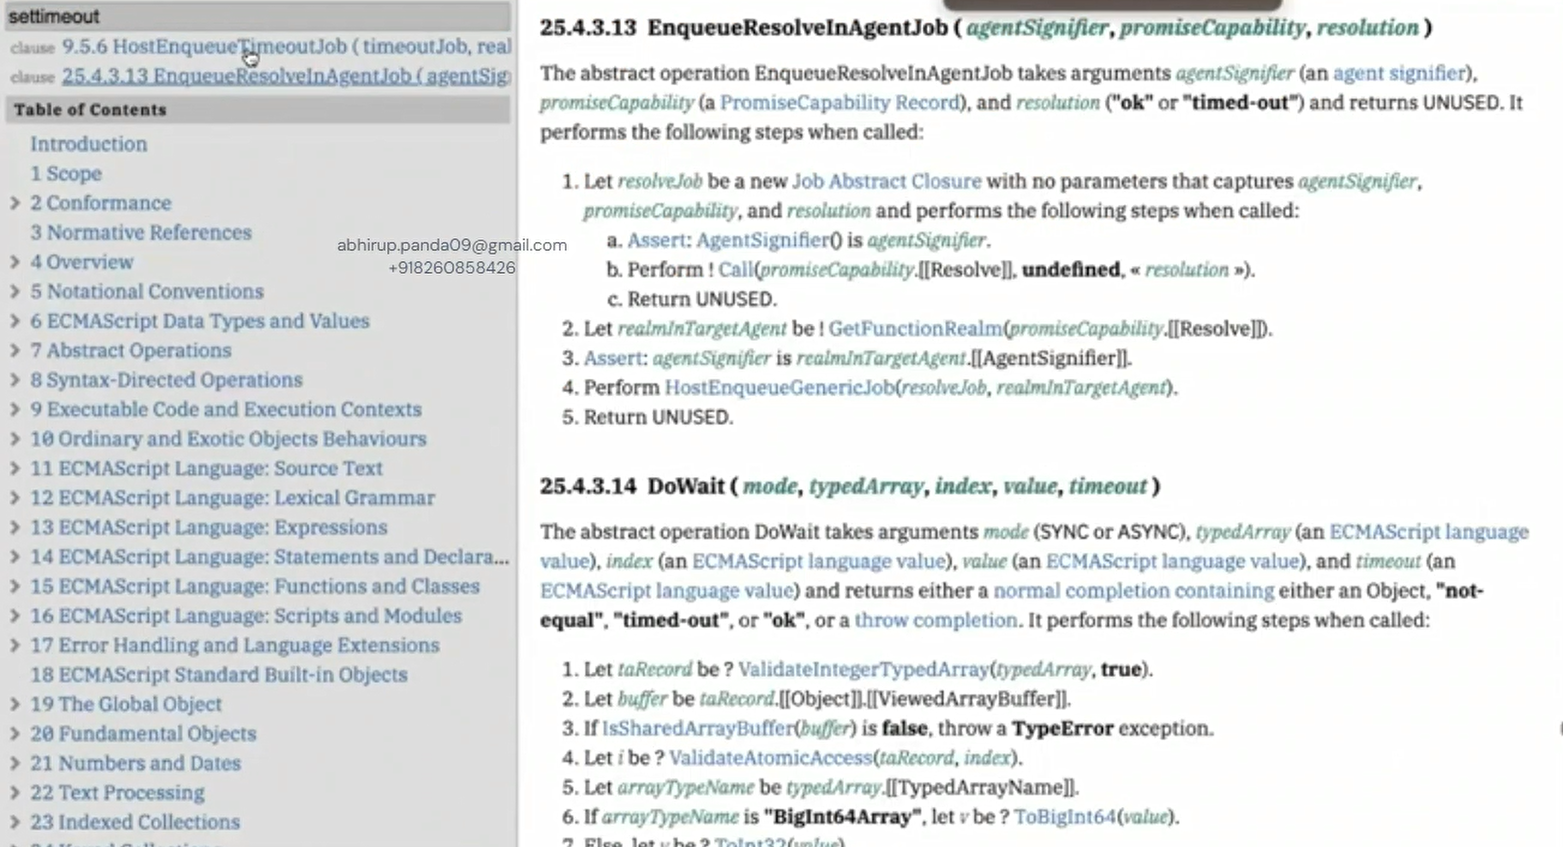 settimeout
clause 9.5.6 HostEnqueueTimeoutJob ( timeoutJob, real
clause 25.4.3.13 EnqueueResolveInAgentJob ( agentSig
Table of Contents
Introduction
1 Scope
2 Conformance
3 Normative References
4 Overview
5 Notational Conventions
6 ECMAScript Data Types and Values
7 Abstract Operations
8 Syntax-Directed Operations
9 Executable Code and Execution Contexts
10 Ordinary and Exotic Objects Behaviours
11 ECMAScript Language: Source Text
12 ECMAScript Language: Lexical Grammar
13 ECMAScript Language: Expressions
14 ECMAScript Language: Statements and Declara...
15 ECMAScript Language: Functions and Classes
16 ECMAScript Language: Scripts and Modules
17 Error Handling and Language Extensions
18 ECMAScript Standard Built-in Objects
19 The Global Object
20 Fundamental Objects
21 Numbers and Dates
22 Text Processing
23 Indexed Collections
abhirup.panda09@gmail.com
+918260858426
25.4.3.13 EnqueueResolveInAgentJob ( agentSignifier, promiseCapability, resolution )
The abstract operation EnqueueResolveInAgentJob takes arguments agentSignifier (an agent signifier),
promiseCapability (a PromiseCapability Record), and resolution ("ok" or "timed-out") and returns UNUSED. It
performs the following steps when called:
1. Let resolveJob be a new Job Abstract Closure with no parameters that captures agentSignifier,
promiseCapability, and resolution and performs the following steps when called:
a. Assert: AgentSignifier() is agentSignifier.
b. Perform ! Call(promiseCapability.[[Resolve]], undefined, « resolution »).
c. Return UNUSED.
2. Let realmInTargetAgent be ! GetFunctionRealm(promiseCapability.[[Resolve]]).
3. Assert: agentSignifier is realmInTargetAgent.[[AgentSignifier]].
4. Perform HostEnqueueGenericJob(resolveJob, realmInTargetAgent).
5. Return UNUSED.
25.4.3.14 DoWait ( mode, typedArray, index, value, timeout )
The abstract operation DoWait takes arguments mode (SYNC or ASYNC), typedArray (an ECMAScript language
value), index (an ECMAScript language value), value (an ECMAScript language value), and timeout (an
ECMAScript language value) and returns either a normal completion containing either an Object, "not-
equal", "timed-out", or "ok", or a throw completion. It performs the following steps when called:
1. Let taRecord be ? ValidateIntegerTypedArray(typedArray, true).
2. Let buffer be taRecord.[[Object]].[[ViewedArrayBuffer]].
3. If IsSharedArrayBuffer(buffer) is false, throw a TypeError exception.
4. Let i be ? ValidateAtomicAccess(taRecord, index).
5. Let arrayTypeName be typedArray.[[TypedArrayName]].
6. If arrayTypeName is "BigInt64Array", let v be ? ToBigInt64(value).
7. Else, let v be ? ToInt32(value).